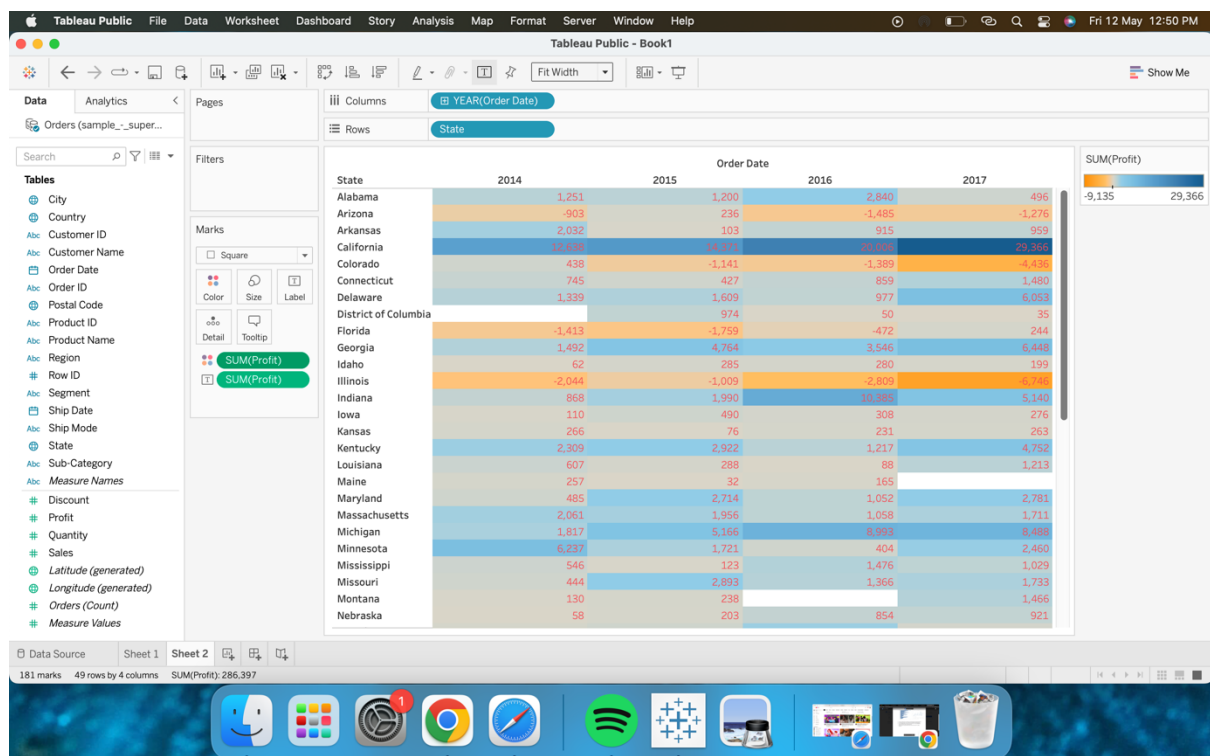 Tableau Public File Data Worksheet Dashboard Story Analysis Map Format Server Window Help Fri 12 May 12:50 PM
Tableau Public - Book1
Fit Width Show Me
Data Analytics
Orders (sample_-_super...
Search
Tables
City
Country
Abc Customer ID
Abc Customer Name
Order Date
Abc Order ID
Postal Code
Abc Product ID
Abc Product Name
Abc Region
# Row ID
Abc Segment
Ship Date
Abc Ship Mode
State
Abc Sub-Category
Abc Measure Names
# Discount
# Profit
# Quantity
# Sales
Latitude (generated)
Longitude (generated)
# Orders (Count)
# Measure Values
Pages
Filters
Marks
Square
Color Size Label
Detail Tooltip
SUM(Profit)
T SUM(Profit)
Columns YEAR(Order Date)
Rows State
Order Date
State 2014 2015 2016 2017
Alabama 1,251 1,200 2,840 496
Arizona -903 236 -1,485 -1,276
Arkansas 2,032 103 915 959
California 29,366
Colorado 438 -1,141 -1,389 -4,436
Connecticut 745 427 859 1,480
Delaware 1,339 1,609 977 6,053
District of Columbia 974 50 35
Florida -1,413 -1,759 -472 244
Georgia 1,492 4,764 3,546 6,448
Idaho 62 285 280 199
Illinois -2,044 -1,009 -2,809 -6,746
Indiana 868 1,990 10,385 5,140
Iowa 110 490 308 276
Kansas 266 76 231 263
Kentucky 2,309 2,922 1,217 4,752
Louisiana 607 288 88 1,213
Maine 257 32 165
Maryland 485 2,714 1,052 2,781
Massachusetts 2,061 1,956 1,058 1,711
Michigan 1,817 5,166 8,993 8,488
Minnesota 6,237 1,721 404 2,460
Mississippi 546 123 1,476 1,029
Missouri 444 2,893 1,366 1,733
Montana 130 238 1,466
Nebraska 58 203 854 921
SUM(Profit)
-9,135 29,366
Data Source Sheet 1 Sheet 2
181 marks 49 rows by 4 columns SUM(Profit): 286,397
1